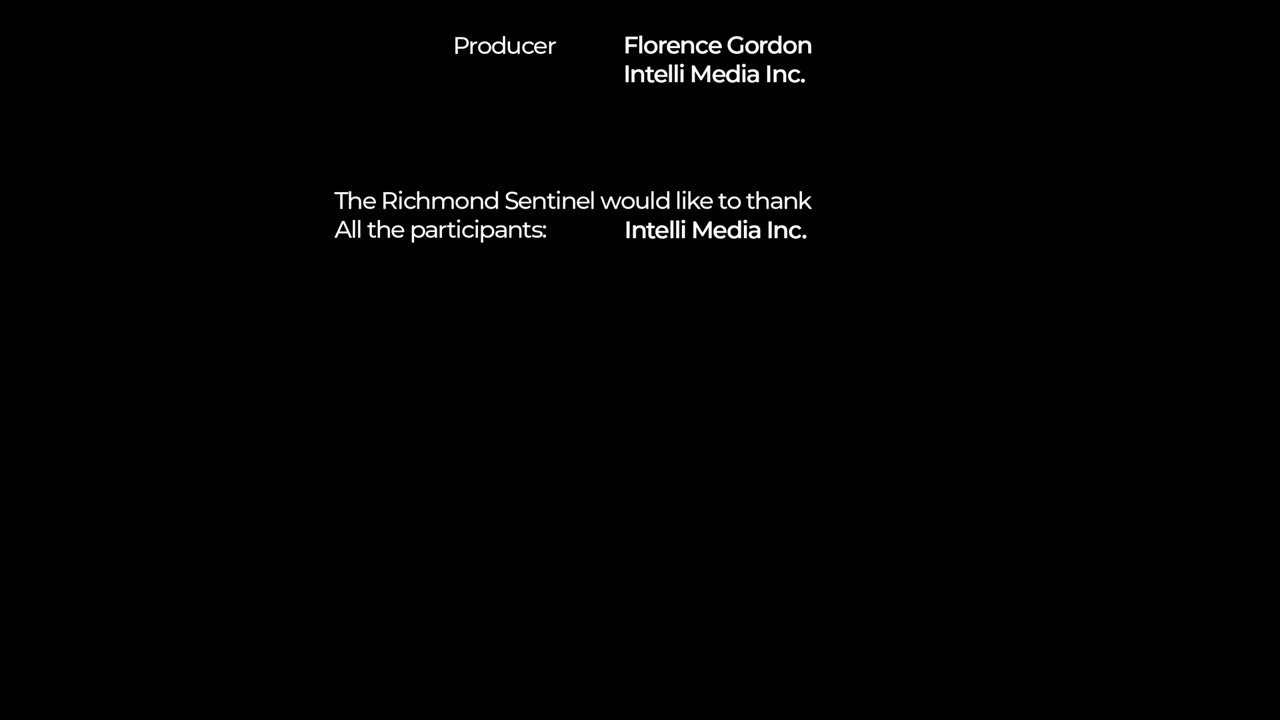 Producer Florence Gordon
Intelli Media Inc.
The Richmond Sentinel would like to thank
All the participants: Intelli Media Inc.